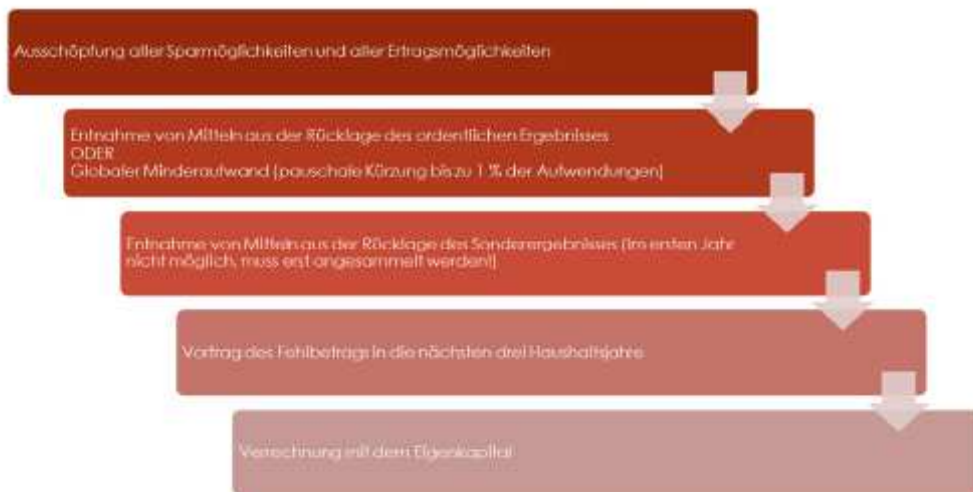 Ausschöpfung aller Sparmöglichkeiten und aller Ertragsmöglichkeiten
Entnahme von Mitteln aus der Rücklage des ordentlichen Ergebnisses
ODER
Globaler Minderaufwand (pauschale Kürzung bis zu 1 % der Aufwendungen)
Entnahme von Mitteln aus der Rücklage des Sonderergebnisses (im ersten Jahr
nicht möglich, muss erst angesammelt werden!)
Vortrag des Fehlbetrags in die nächsten drei Haushaltsjahre
Verrechnung mit dem Eigenkapital